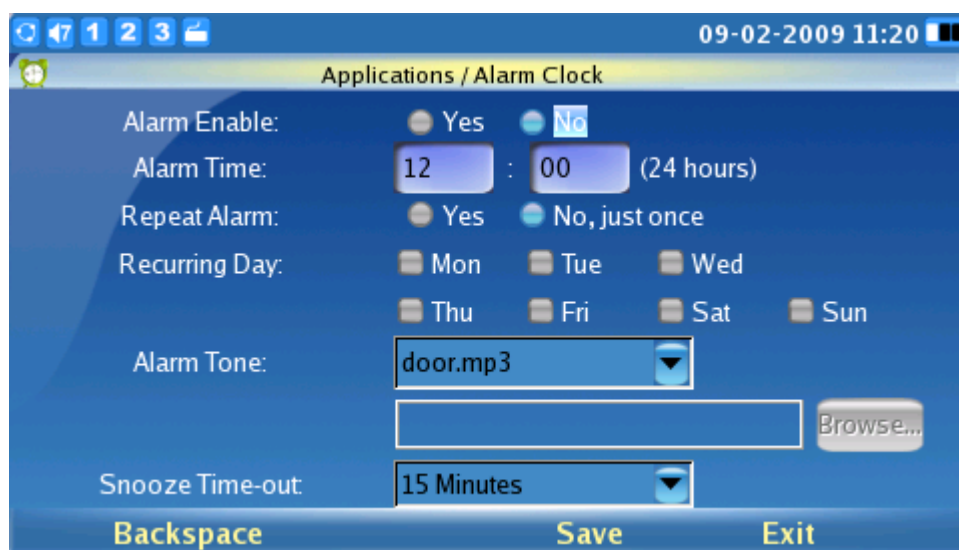 7 1 2 3 09-02-2009 11:20
Applications / Alarm Clock
Alarm Enable: Yes No
Alarm Time: 12 : 00 (24 hours)
Repeat Alarm: Yes No, just once
Recurring Day: Mon Tue Wed
Thu Fri Sat Sun
Alarm Tone: door.mp3
Browse...
Snooze Time-out: 15 Minutes
Backspace Save Exit